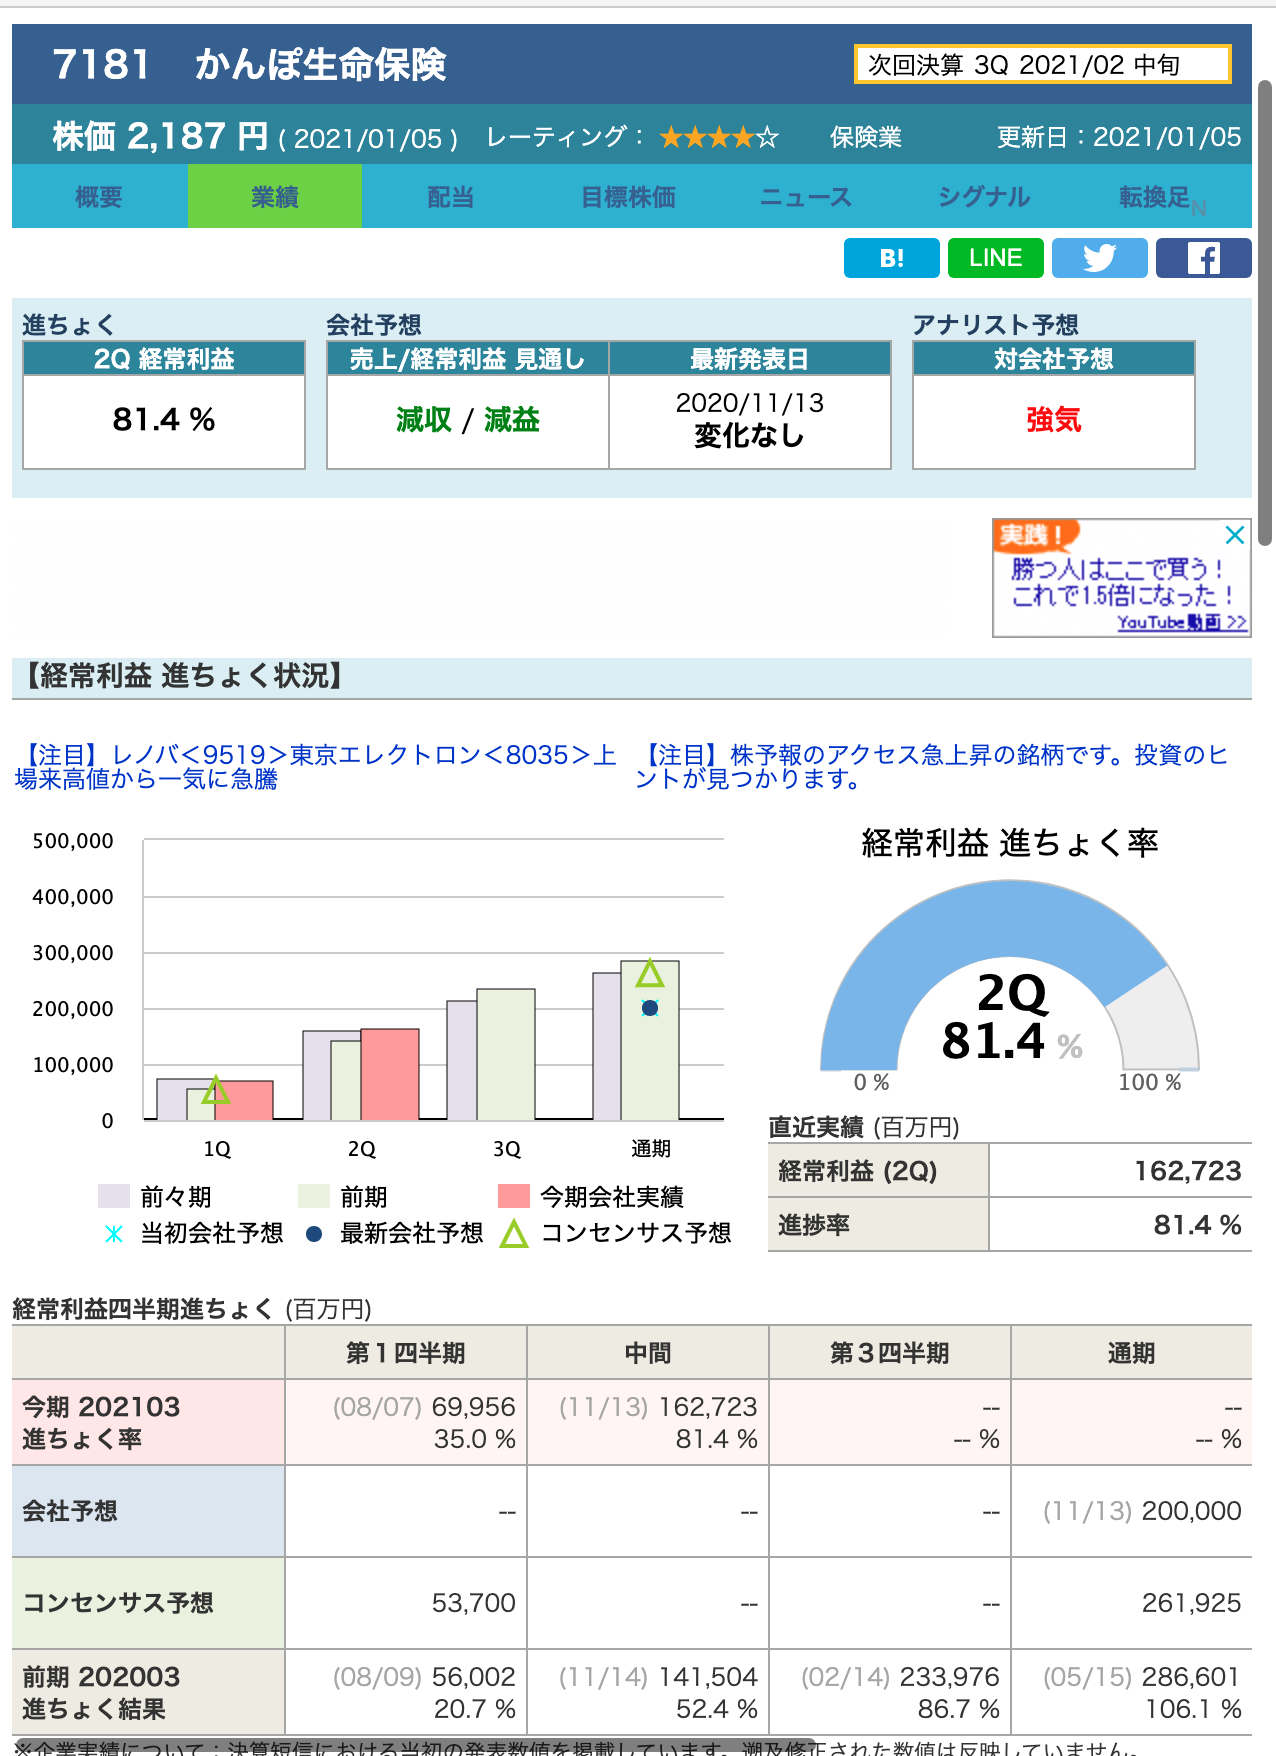 7181 かんぽ生命保険
次回決算 3Q 2021/02 中旬
株価 2,187 円 ( 2021/01/05 ) レーティング： ★★★★☆ 保険業 更新日：2021/01/05
概要 業績 配当 目標株価 ニュース シグナル 転換足N
B! LINE
進ちょく 会社予想 アナリスト予想
2Q 経常利益 売上/経常利益 見通し 最新発表日 対会社予想
81.4 % 減収 / 減益 2020/11/13 強気
変化なし
実践！
勝つ人はここで買う！
これで1.5倍になった！
YouTube動画 >>
【経常利益 進ちょく状況】
【注目】レノバ＜9519＞東京エレクトロン＜8035＞上
場来高値から一気に急騰
【注目】株予報のアクセス急上昇の銘柄です。投資のヒ
ントが見つかります。
500,000
400,000
300,000
200,000
100,000
0
1Q 2Q 3Q 通期
前々期 前期 今期会社実績
当初会社予想 最新会社予想 コンセンサス予想
経常利益 進ちょく率
2Q
81.4 %
0 % 100 %
直近実績 (百万円)
経常利益 (2Q) 162,723
進捗率 81.4 %
経常利益四半期進ちょく (百万円)
第１四半期 中間 第３四半期 通期
今期 202103 (08/07) 69,956 (11/13) 162,723 -- --
進ちょく率 35.0 % 81.4 % -- % -- %
会社予想 -- -- -- (11/13) 200,000
コンセンサス予想 53,700 -- -- 261,925
前期 202003 (08/09) 56,002 (11/14) 141,504 (02/14) 233,976 (05/15) 286,601
進ちょく結果 20.7 % 52.4 % 86.7 % 106.1 %
※企業実績について：決算短信における当初の発表数値を掲載しています。遡及修正された数値は反映していません。